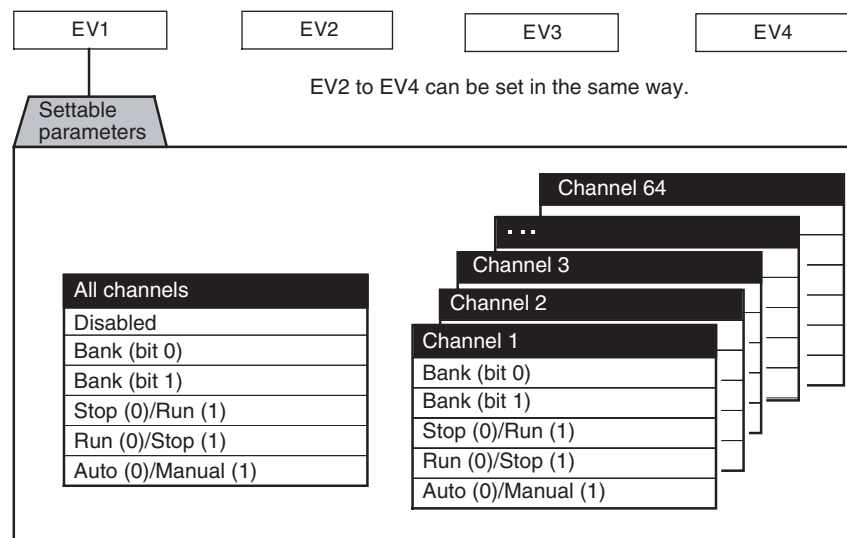 EV1
EV2
EV3
EV4
EV2 to EV4 can be set in the same way.
Settable
parameters
All channels
Disabled
Bank (bit 0)
Bank (bit 1)
Stop (0)/Run (1)
Run (0)/Stop (1)
Auto (0)/Manual (1)
Channel 64
...
Channel 3
Channel 2
Channel 1
Bank (bit 0)
Bank (bit 1)
Stop (0)/Run (1)
Run (0)/Stop (1)
Auto (0)/Manual (1)